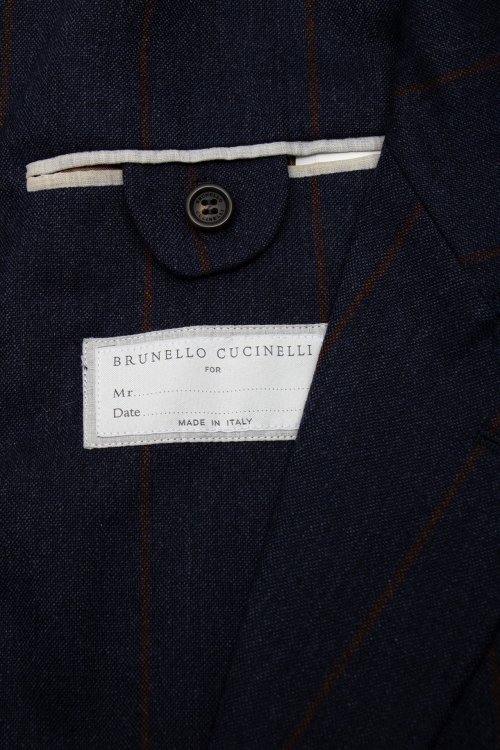 BRUNELLO CUCINELLI
FOR
Mr...................................
Date................................
MADE IN ITALY